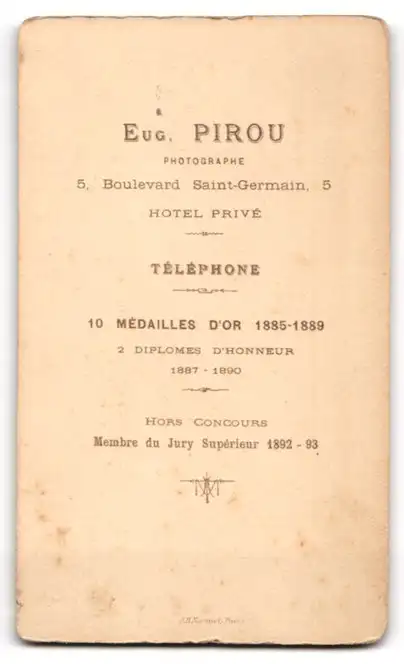 EUG. PIROU
PHOTOGRAPHE
5, Boulevard Saint-Germain, 5
HOTEL PRIVÉ
TÉLÉPHONE
10 MÉDAILLES D'OR 1885-1889
2 DIPLOMES D'HONNEUR
1887 - 1890
HORS CONCOURS
Membre du Jury Supérieur 1892 - 93